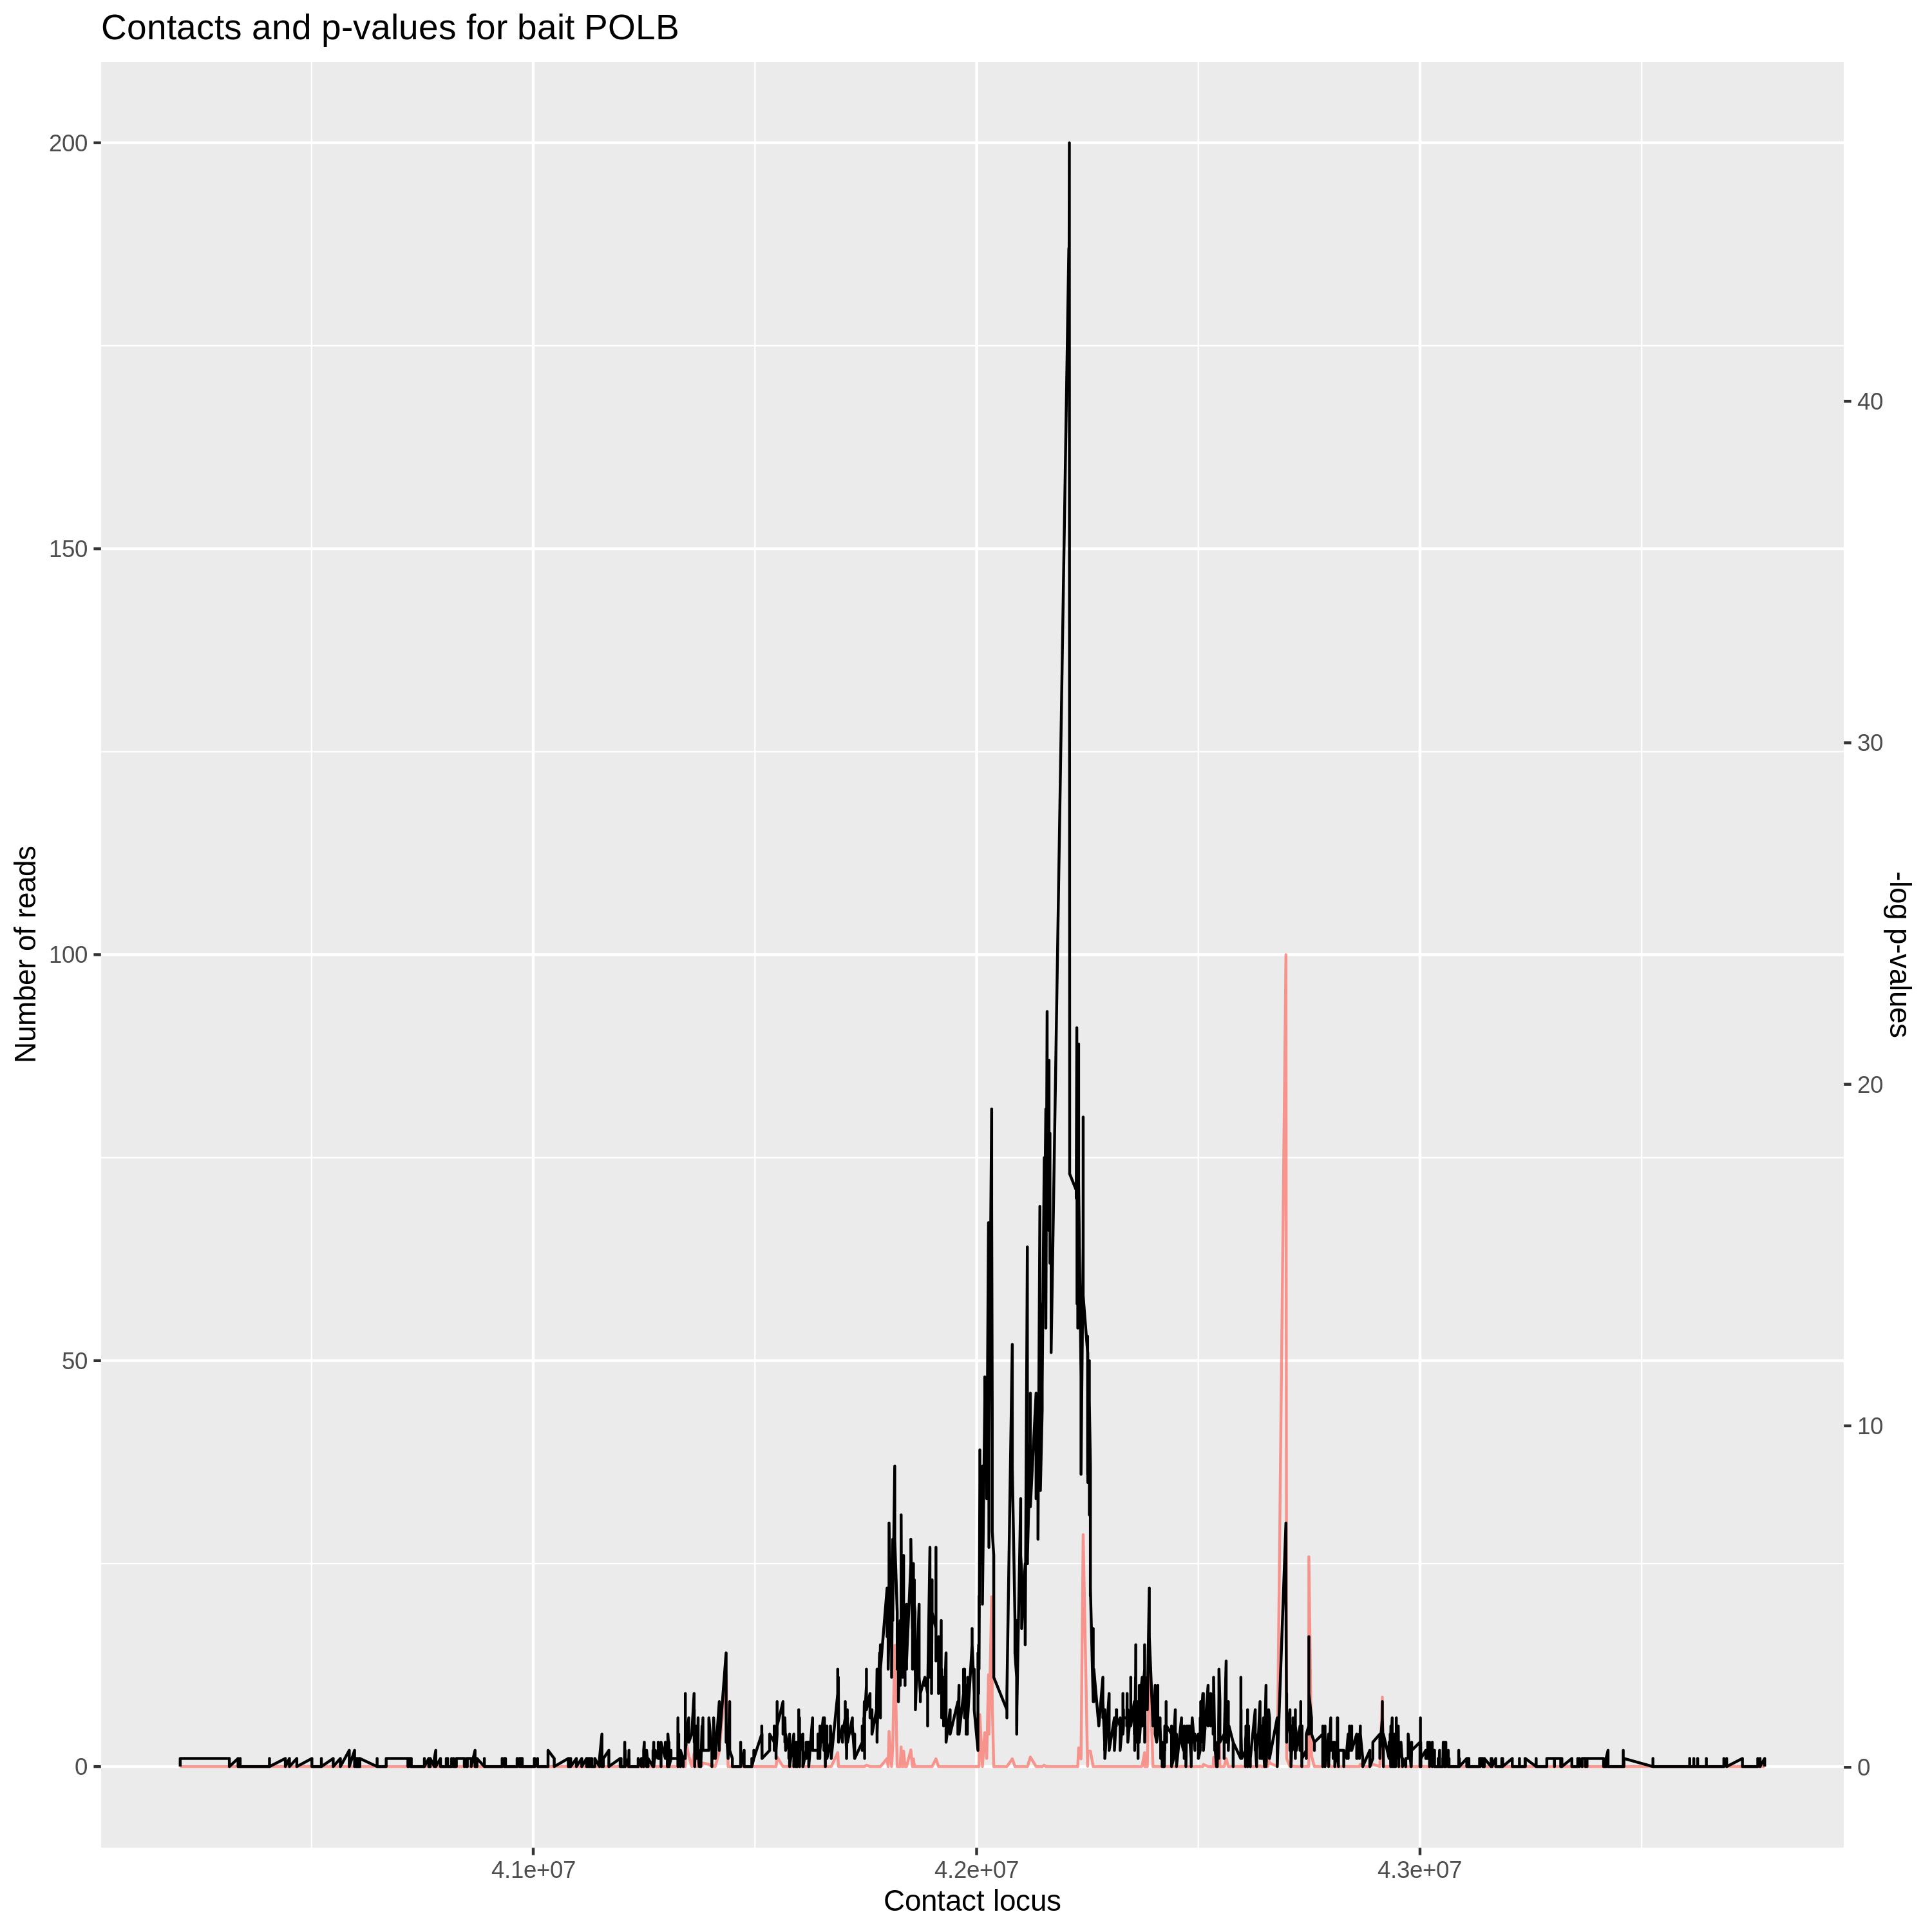 Contacts and p-values for bait POLB
200
150
100
50
0
Number of reads
40
30
20
10
0
-log p-values
4.1e+07
4.2e+07
4.3e+07
Contact locus